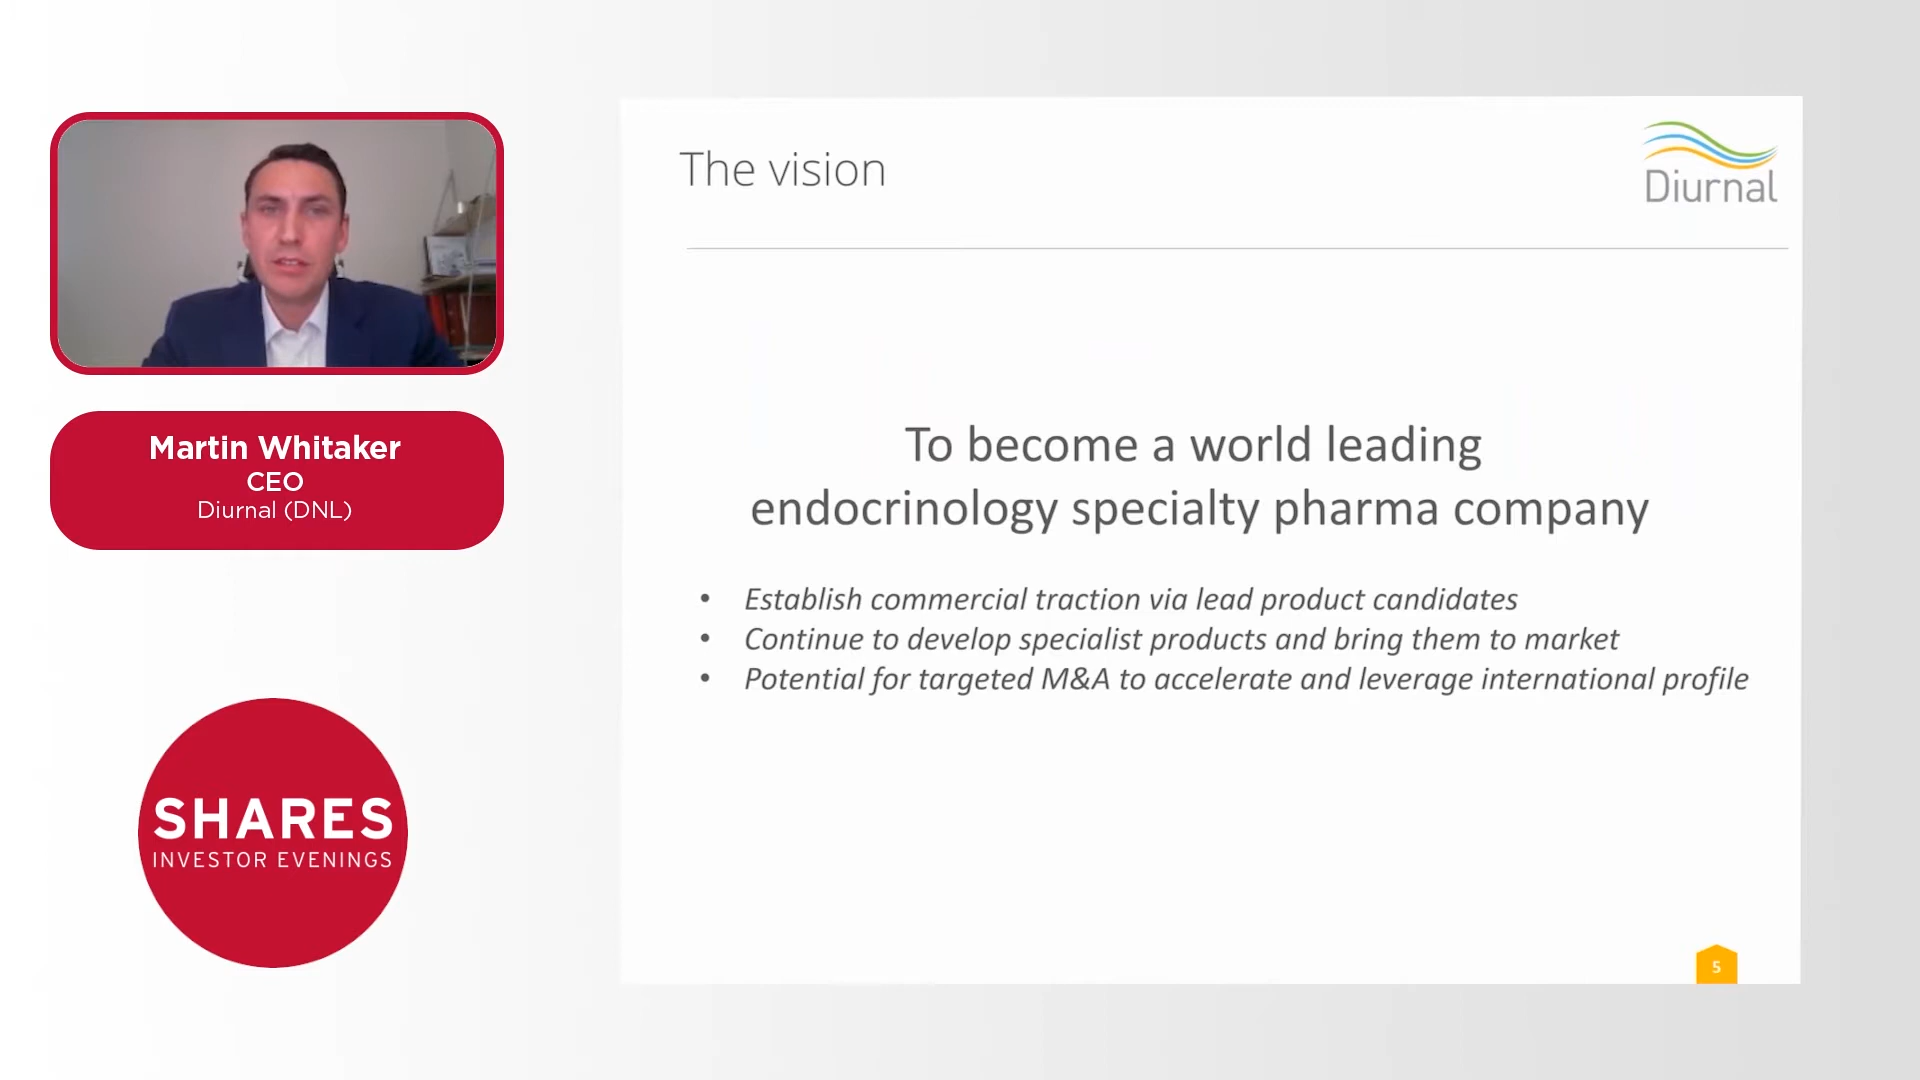 Martin Whitaker
CEO
Diurnal (DNL)
SHARES
INVESTOR EVENINGS
The vision
Diurnal
To become a world leading
endocrinology specialty pharma company
• Establish commercial traction via lead product candidates
• Continue to develop specialist products and bring them to market
• Potential for targeted M&A to accelerate and leverage international profile
5